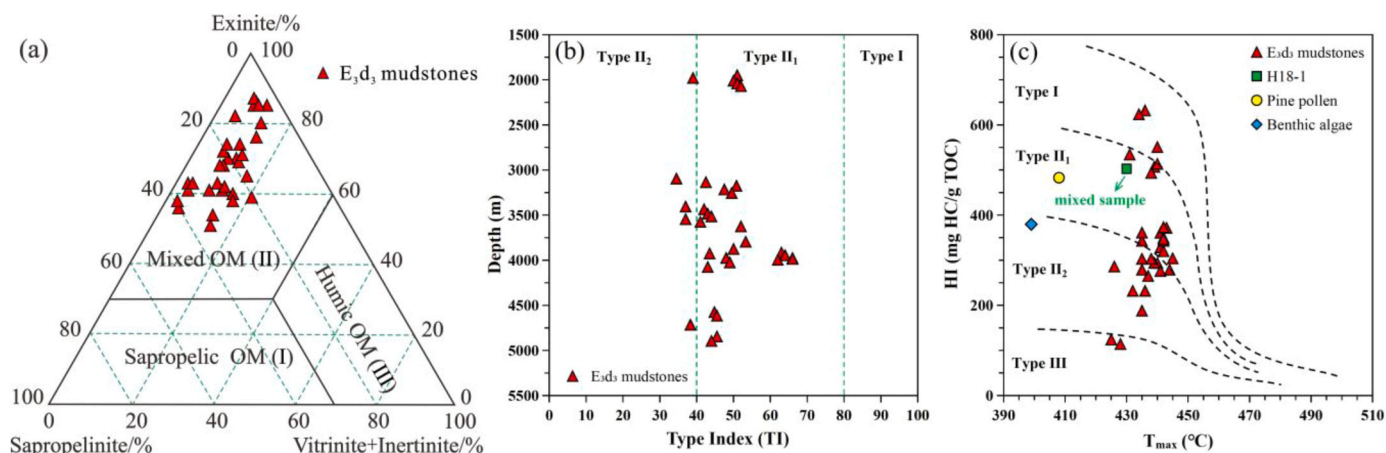 (a)
Exinite/%
0 100
E₃d₃ mudstones
20 80
40 60
60 40
80 20
100 0
Mixed OM (II)
Humic OM (III)
Sapropelic OM (I)
0 20 40 60 80 100
Sapropelinite/%
Vitrinite+Inertinite/%
(b)
Type II₂
Type II₁
Type I
Depth (m)
1500
2000
2500
3000
3500
4000
4500
5000
5500
E₃d₃ mudstones
0 10 20 30 40 50 60 70 80 90 100
Type Index (TI)
(c)
HI (mg HC/g TOC)
800
600
400
200
0
E₃d₃ mudstones
H18-1
Pine pollen
Benthic algae
Type I
Type II₁
mixed sample
Type II₂
Type III
390 410 430 450 473 490 510
Tmax (℃)